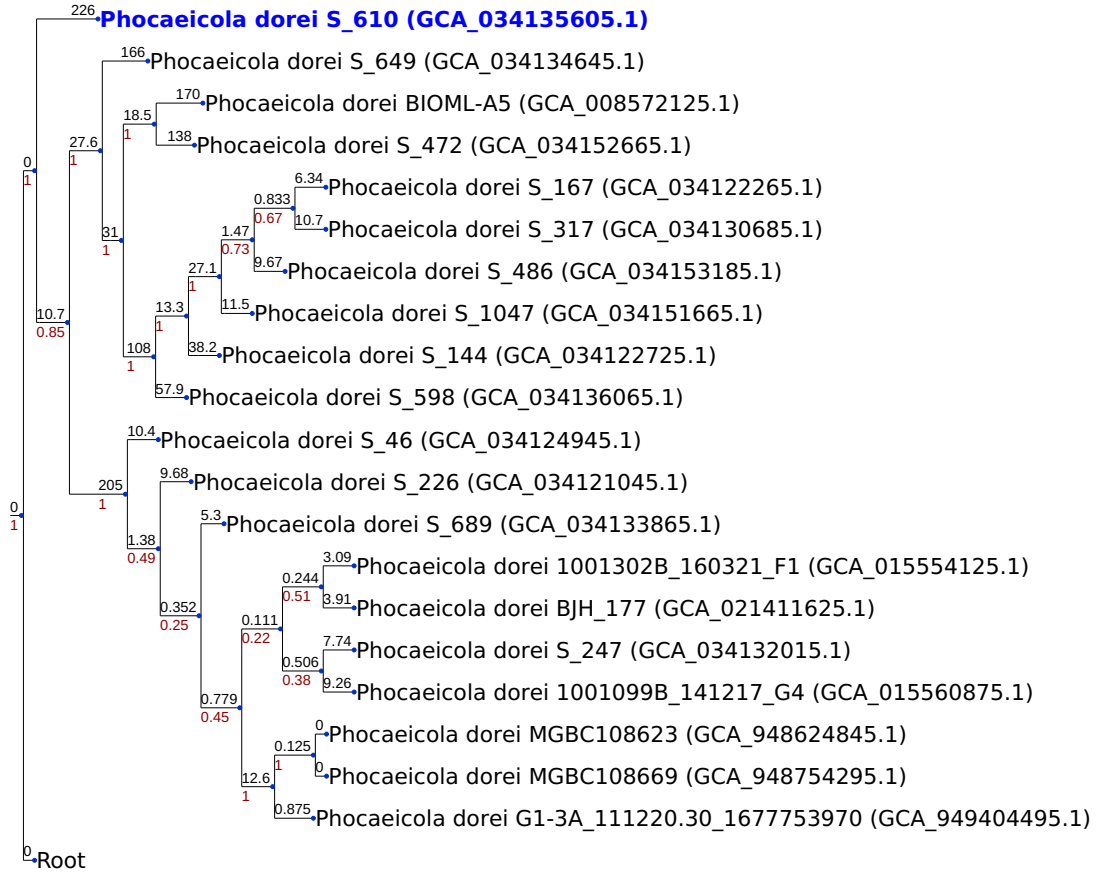 226
Phocaeicola dorei S_610 (GCA_034135605.1)
166
Phocaeicola dorei S_649 (GCA_034134645.1)
170
Phocaeicola dorei BIOML-A5 (GCA_008572125.1)
18.5
1
138
Phocaeicola dorei S_472 (GCA_034152665.1)
27.6
1
0
1
6.34
Phocaeicola dorei S_167 (GCA_034122265.1)
0.833
0.67
10.7
Phocaeicola dorei S_317 (GCA_034130685.1)
31
1
1.47
0.73
9.67
Phocaeicola dorei S_486 (GCA_034153185.1)
27.1
1
11.5
Phocaeicola dorei S_1047 (GCA_034151665.1)
10.7
0.85
13.3
1
38.2
Phocaeicola dorei S_144 (GCA_034122725.1)
108
1
57.9
Phocaeicola dorei S_598 (GCA_034136065.1)
10.4
Phocaeicola dorei S_46 (GCA_034124945.1)
205
1
9.68
Phocaeicola dorei S_226 (GCA_034121045.1)
0
1
5.3
Phocaeicola dorei S_689 (GCA_034133865.1)
1.38
0.49
3.09
Phocaeicola dorei 1001302B_160321_F1 (GCA_015554125.1)
0.244
0.51
3.91
Phocaeicola dorei BJH_177 (GCA_021411625.1)
0.352
0.25
0.111
0.22
7.74
Phocaeicola dorei S_247 (GCA_034132015.1)
0.506
0.38
9.26
Phocaeicola dorei 1001099B_141217_G4 (GCA_015560875.1)
0.779
0.45
0
Phocaeicola dorei MGBC108623 (GCA_948624845.1)
0.125
1
0
Phocaeicola dorei MGBC108669 (GCA_948754295.1)
12.6
1
0.875
Phocaeicola dorei G1-3A_111220.30_1677753970 (GCA_949404495.1)
0
Root